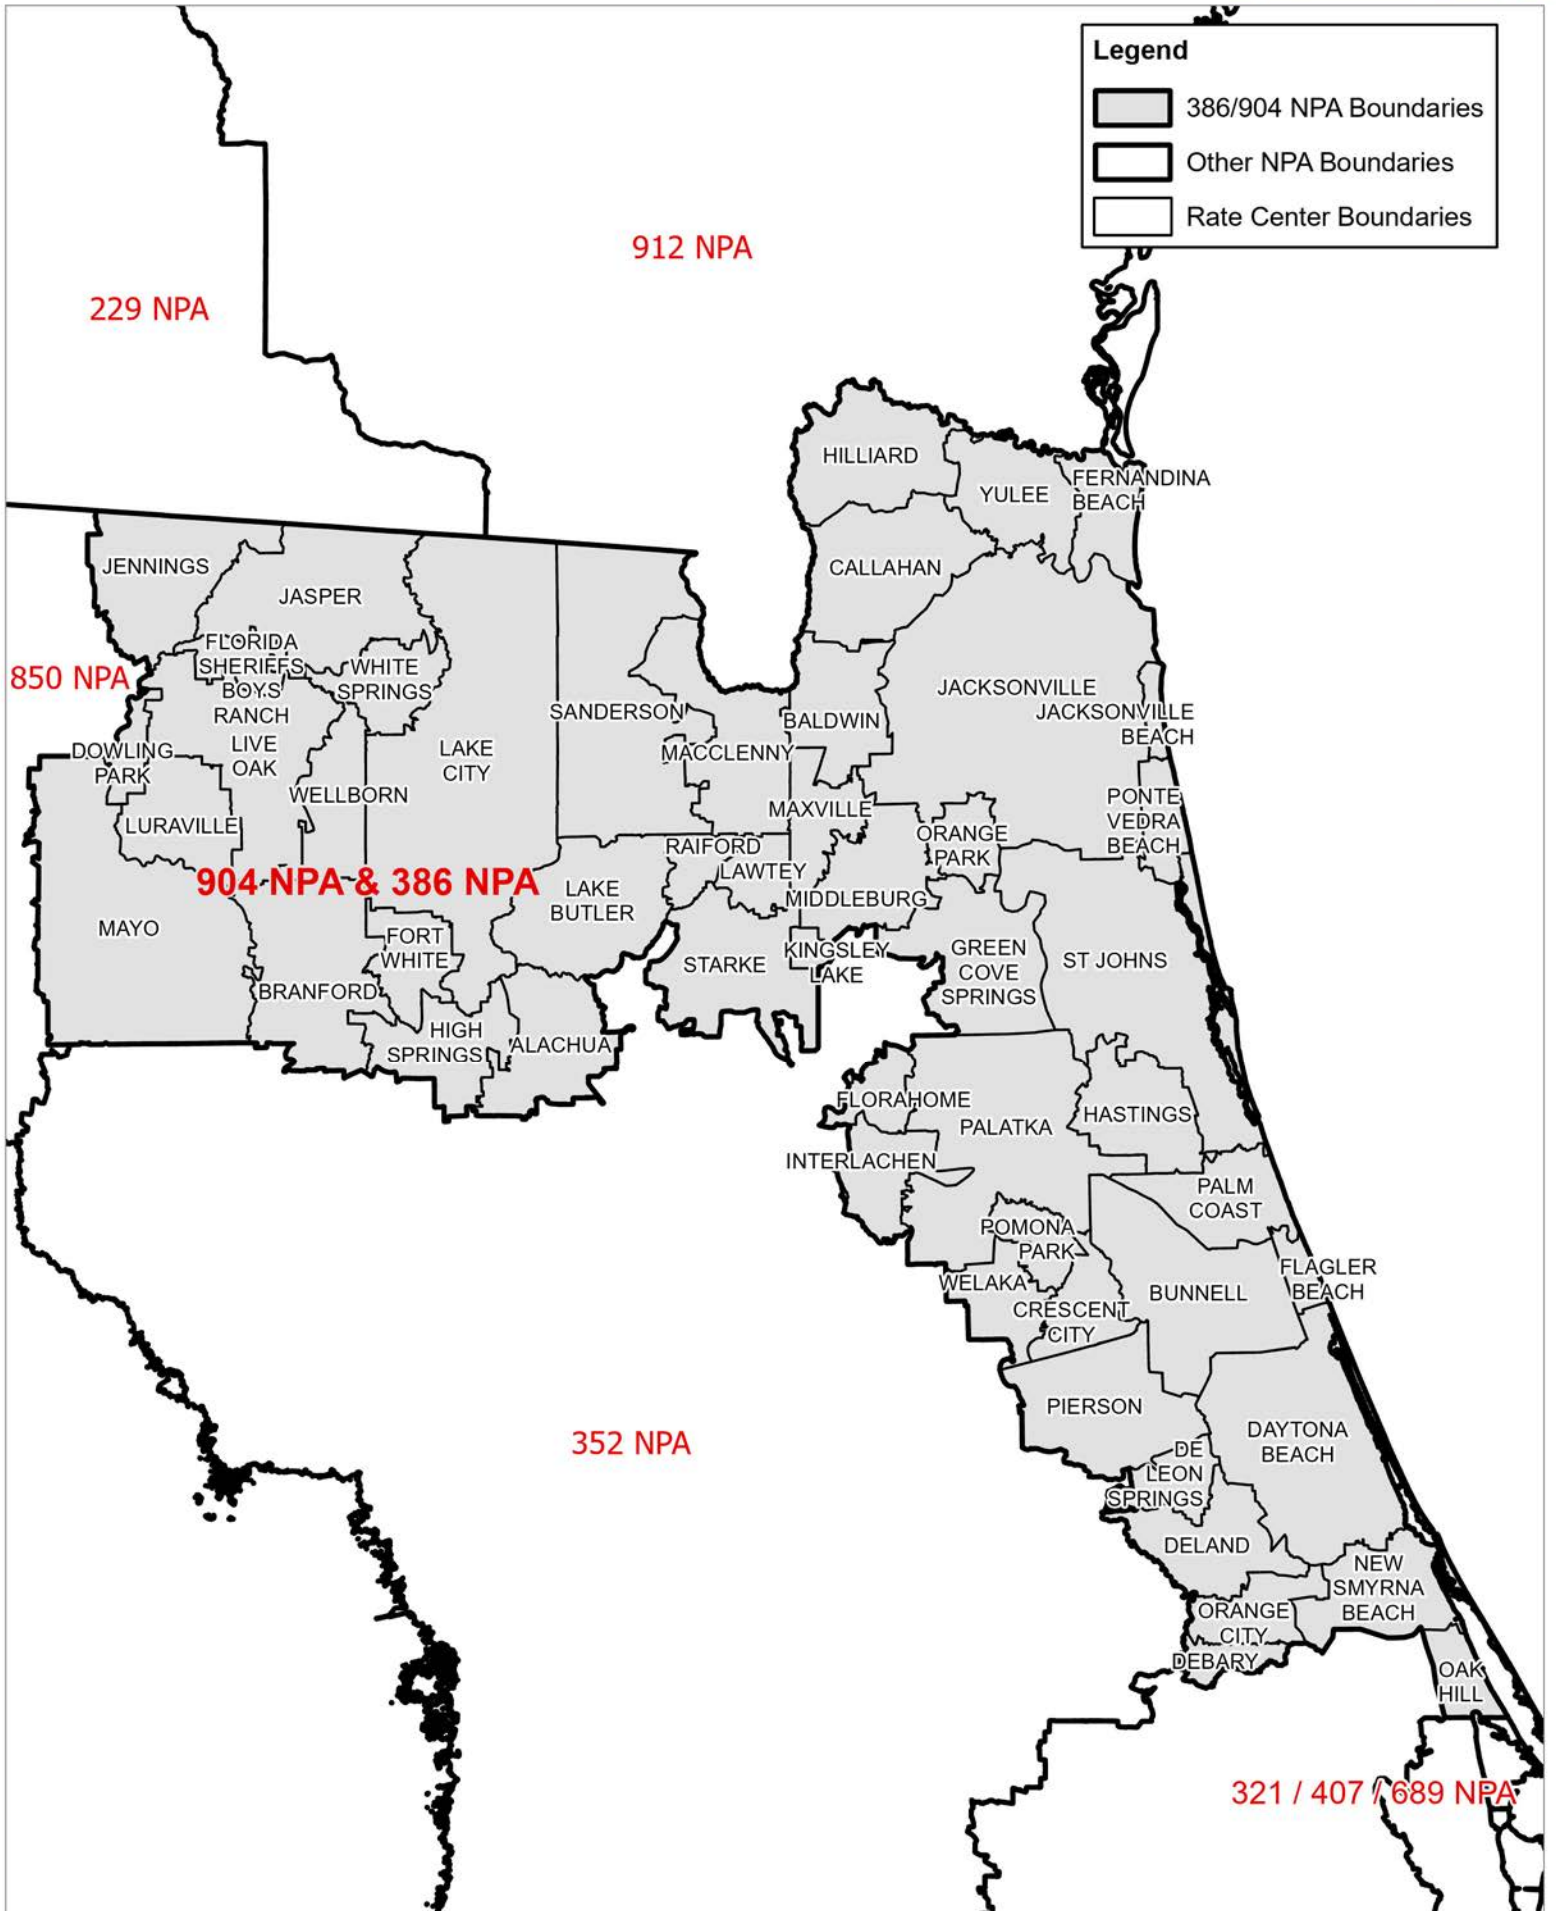 Legend
386/904 NPA Boundaries
Other NPA Boundaries
Rate Center Boundaries
912 NPA
229 NPA
HILLIARD
YULEE
FERNANDINA
BEACH
CALLAHAN
JENNINGS
JASPER
FLORIDA
SHERIFFS
BOYS
RANCH
WHITE
SPRINGS
850 NPA
JACKSONVILLE
JACKSONVILLE
BEACH
SANDERSON
BALDWIN
DOWLING
PARK
LIVE
OAK
LAKE
CITY
MACCLENNY
WELLBORN
MAXVILLE
PONTE
VEDRA
BEACH
LURAVILLE
ORANGE
PARK
RAIFORD
LAWTEY
904 NPA & 386 NPA
LAKE
BUTLER
MIDDLEBURG
MAYO
FORT
WHITE
STARKE
KINGSLEY
LAKE
GREEN
COVE
SPRINGS
ST JOHNS
BRANFORD
HIGH
SPRINGS
ALACHUA
FLORAHOME
PALATKA
HASTINGS
INTERLACHEN
PALM
COAST
POMONA
PARK
WELAKA
CRESCENT
CITY
BUNNELL
FLAGLER
BEACH
PIERSON
352 NPA
DAYTONA
BEACH
DE
LEON
SPRINGS
DELAND
NEW
SMYRNA
BEACH
ORANGE
CITY
DEBARY
OAK
HILL
321 / 407 / 689 NPA